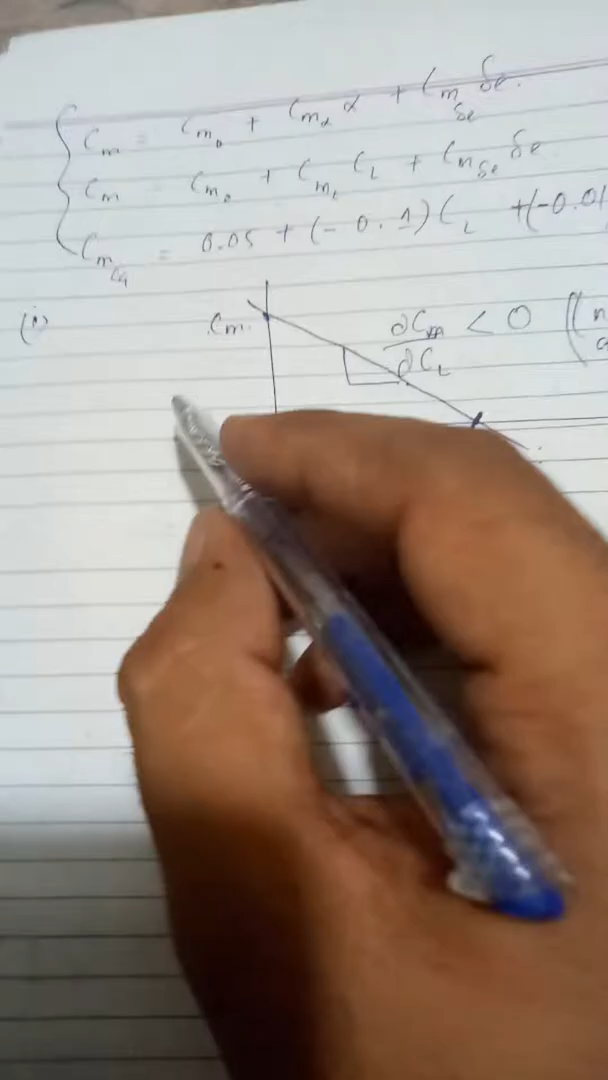 Cm = Cm₀ + Cmα α + Cmδe δe.
Cm = Cm₀ + CmL CL + Cmδe δe
CmCG = 0.05 + (-0.1) CL + (-0.01
(i) Cm. ∂Cm/∂CL < 0